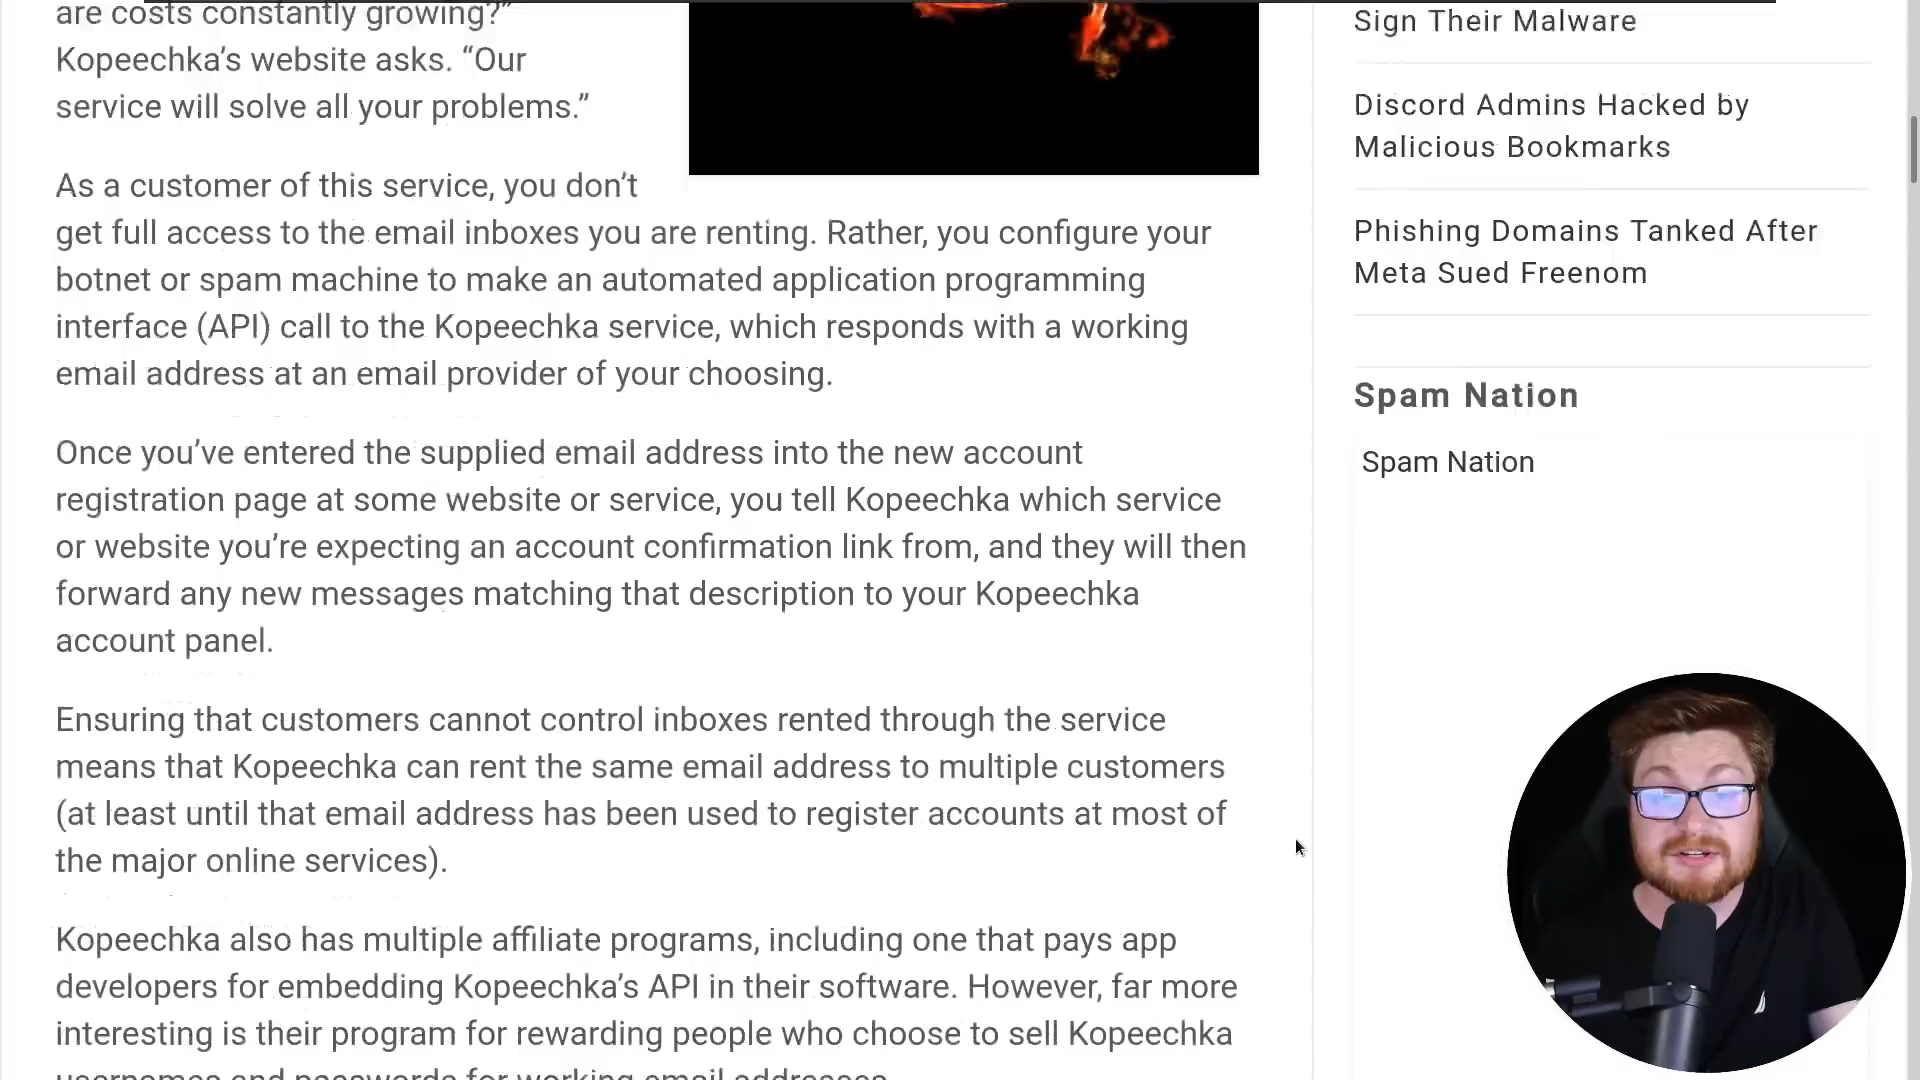 are costs constantly growing?”
Kopeechka’s website asks. “Our
service will solve all your problems.”
As a customer of this service, you don’t
get full access to the email inboxes you are renting. Rather, you configure your
botnet or spam machine to make an automated application programming
interface (API) call to the Kopeechka service, which responds with a working
email address at an email provider of your choosing.
Once you’ve entered the supplied email address into the new account
registration page at some website or service, you tell Kopeechka which service
or website you’re expecting an account confirmation link from, and they will then
forward any new messages matching that description to your Kopeechka
account panel.
Ensuring that customers cannot control inboxes rented through the service
means that Kopeechka can rent the same email address to multiple customers
(at least until that email address has been used to register accounts at most of
the major online services).
Kopeechka also has multiple affiliate programs, including one that pays app
developers for embedding Kopeechka’s API in their software. However, far more
interesting is their program for rewarding people who choose to sell Kopeechka
usernames and passwords for working email addresses.
Sign Their Malware
Discord Admins Hacked by
Malicious Bookmarks
Phishing Domains Tanked After
Meta Sued Freenom
Spam Nation
Spam Nation